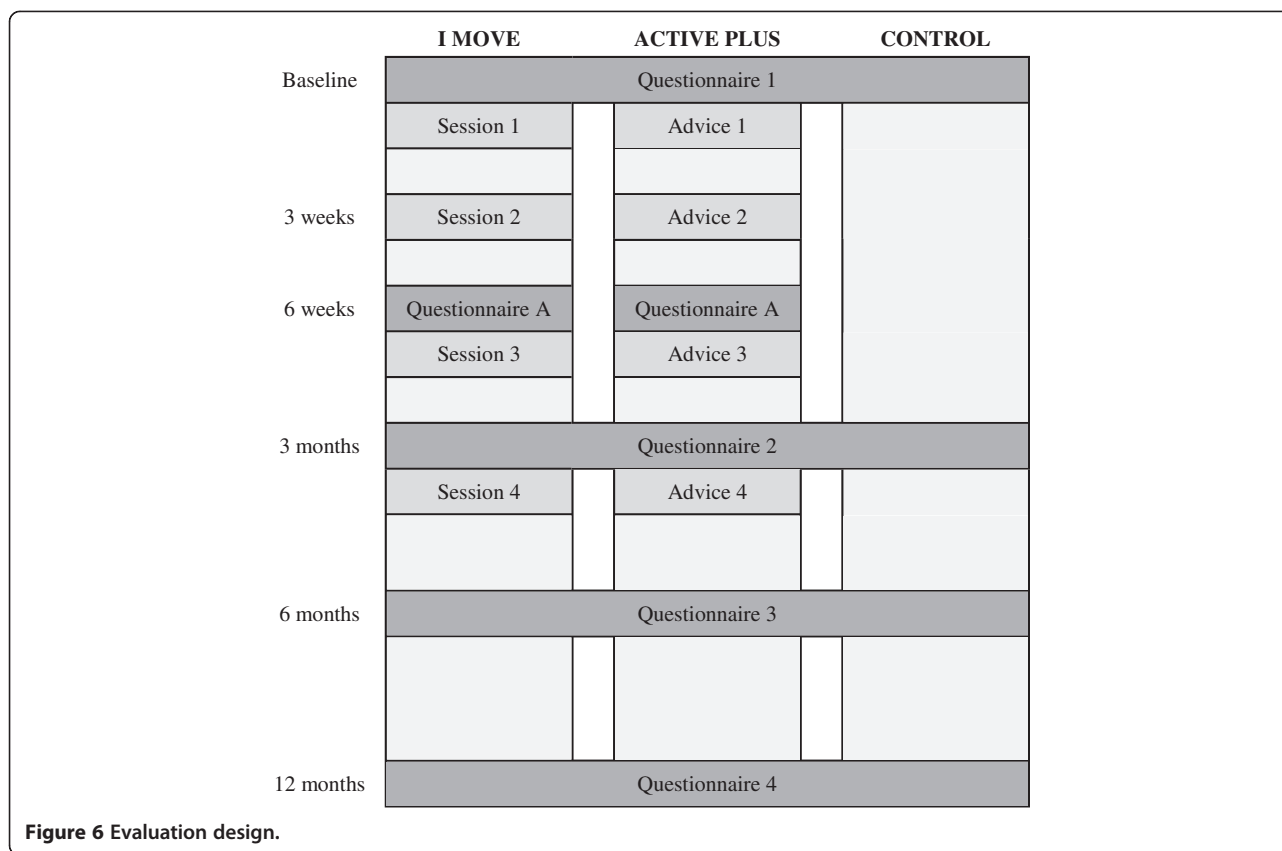 I MOVE ACTIVE PLUS CONTROL
Baseline Questionnaire 1
Session 1 Advice 1
3 weeks Session 2 Advice 2
6 weeks Questionnaire A Questionnaire A
Session 3 Advice 3
3 months Questionnaire 2
Session 4 Advice 4
6 months Questionnaire 3
12 months Questionnaire 4
Figure 6 Evaluation design.